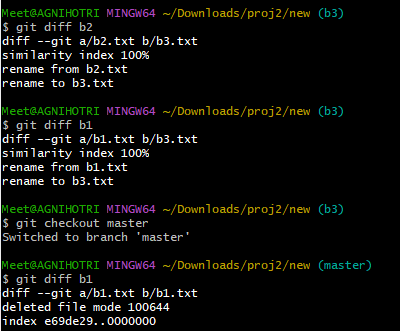 Meet@AGNIHOTRI MINGW64 ~/Downloads/proj2/new (b3)
$ git diff b2
diff --git a/b2.txt b/b3.txt
similarity index 100%
rename from b2.txt
rename to b3.txt
Meet@AGNIHOTRI MINGW64 ~/Downloads/proj2/new (b3)
$ git diff b1
diff --git a/b1.txt b/b3.txt
similarity index 100%
rename from b1.txt
rename to b3.txt
Meet@AGNIHOTRI MINGW64 ~/Downloads/proj2/new (b3)
$ git checkout master
Switched to branch 'master'
Meet@AGNIHOTRI MINGW64 ~/Downloads/proj2/new (master)
$ git diff b1
diff --git a/b1.txt b/b1.txt
deleted file mode 100644
index e69de29..0000000